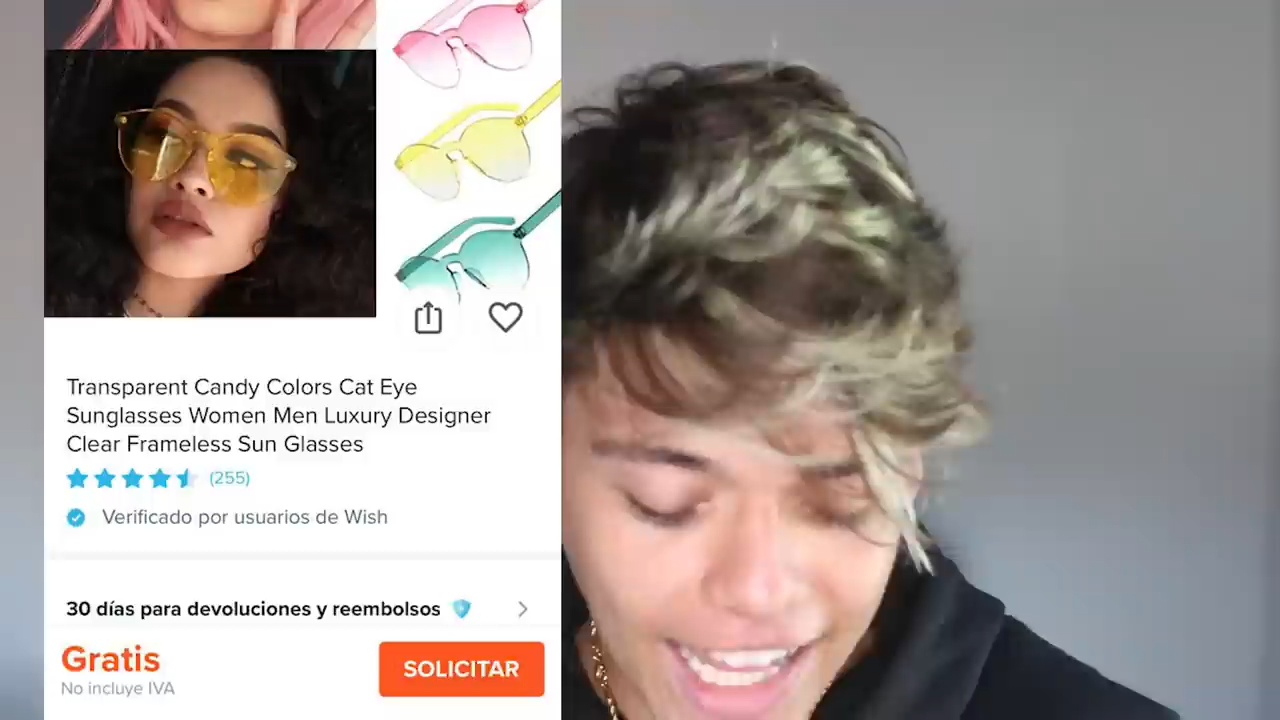 Transparent Candy Colors Cat Eye
Sunglasses Women Men Luxury Designer
Clear Frameless Sun Glasses
(255)
Verificado por usuarios de Wish
30 días para devoluciones y reembolsos
Gratis
No incluye IVA
SOLICITAR